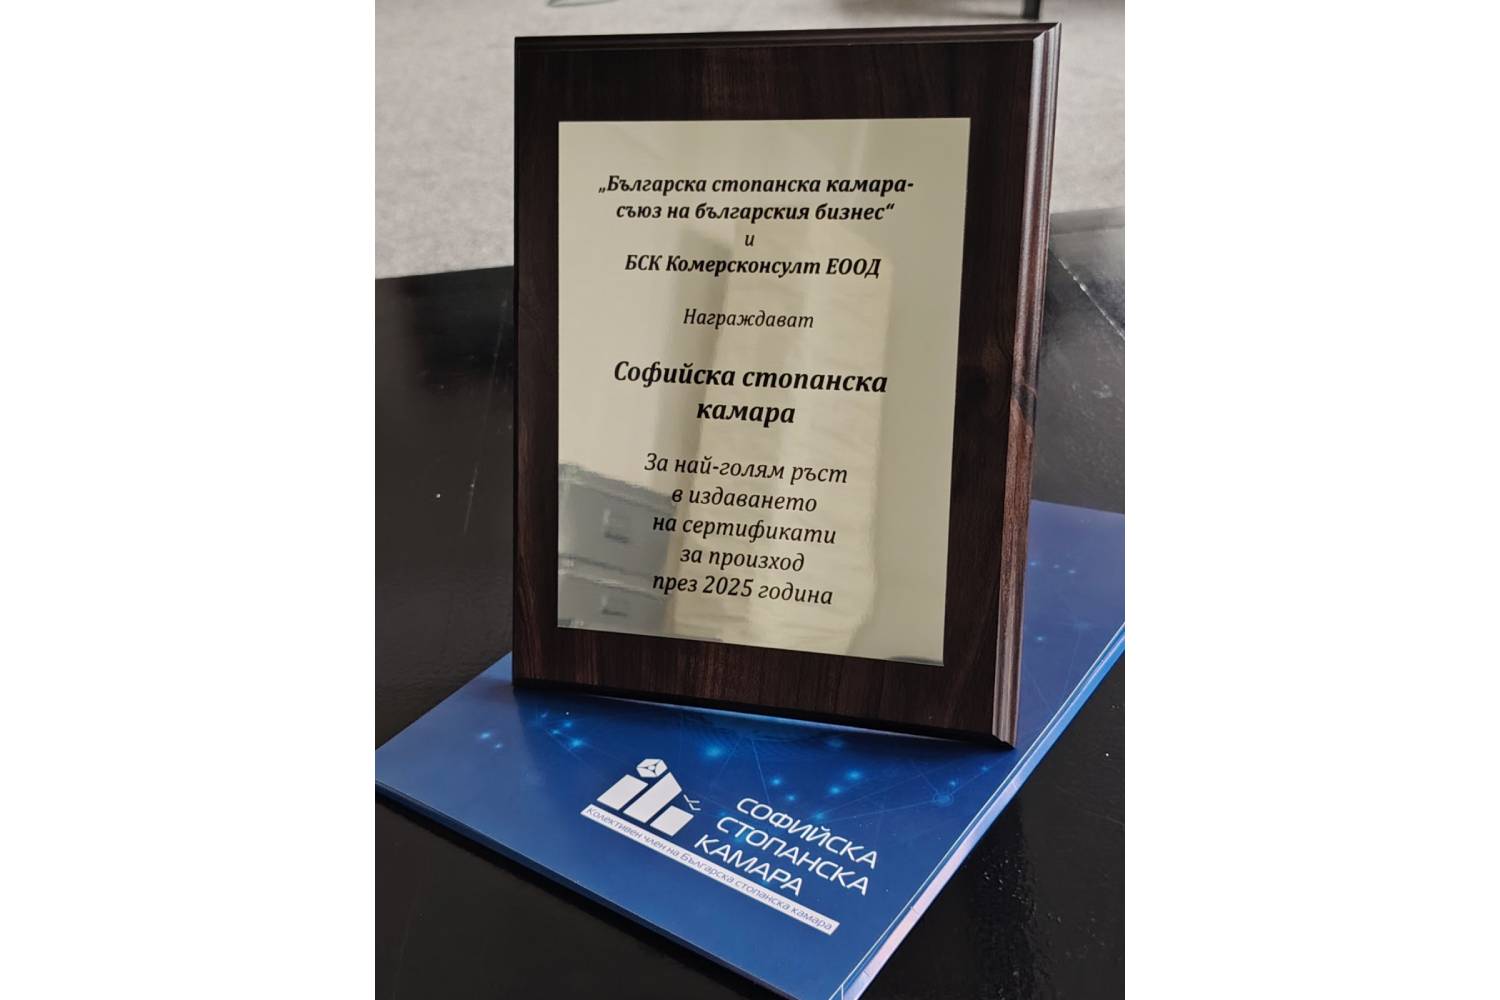 „Българска стопанска камара-
съюз на българския бизнес“
и
БСК Комерсконсулт ЕООД
Награждават
Софийска стопанска
камара
За най-голям ръст
в издаването
на сертификати
за произход
през 2025 година
СОФИЙСКА
СТОПАНСКА
КАМАРА
Колективен член на Българска стопанска камара